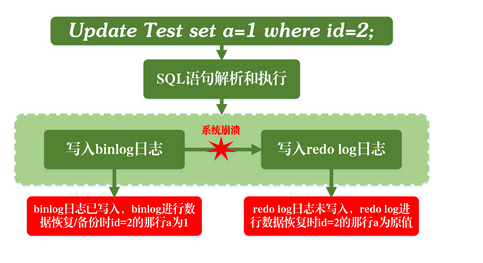 Update Test set a=1 where id=2;
SQL语句解析和执行
系统崩溃
写入binlog日志
写入redo log日志
binlog日志已写入，binlog进行数
据恢复/备份时id=2的那行a为1
redo log日志未写入，redo log进
行数据恢复时id=2的那行a为原值